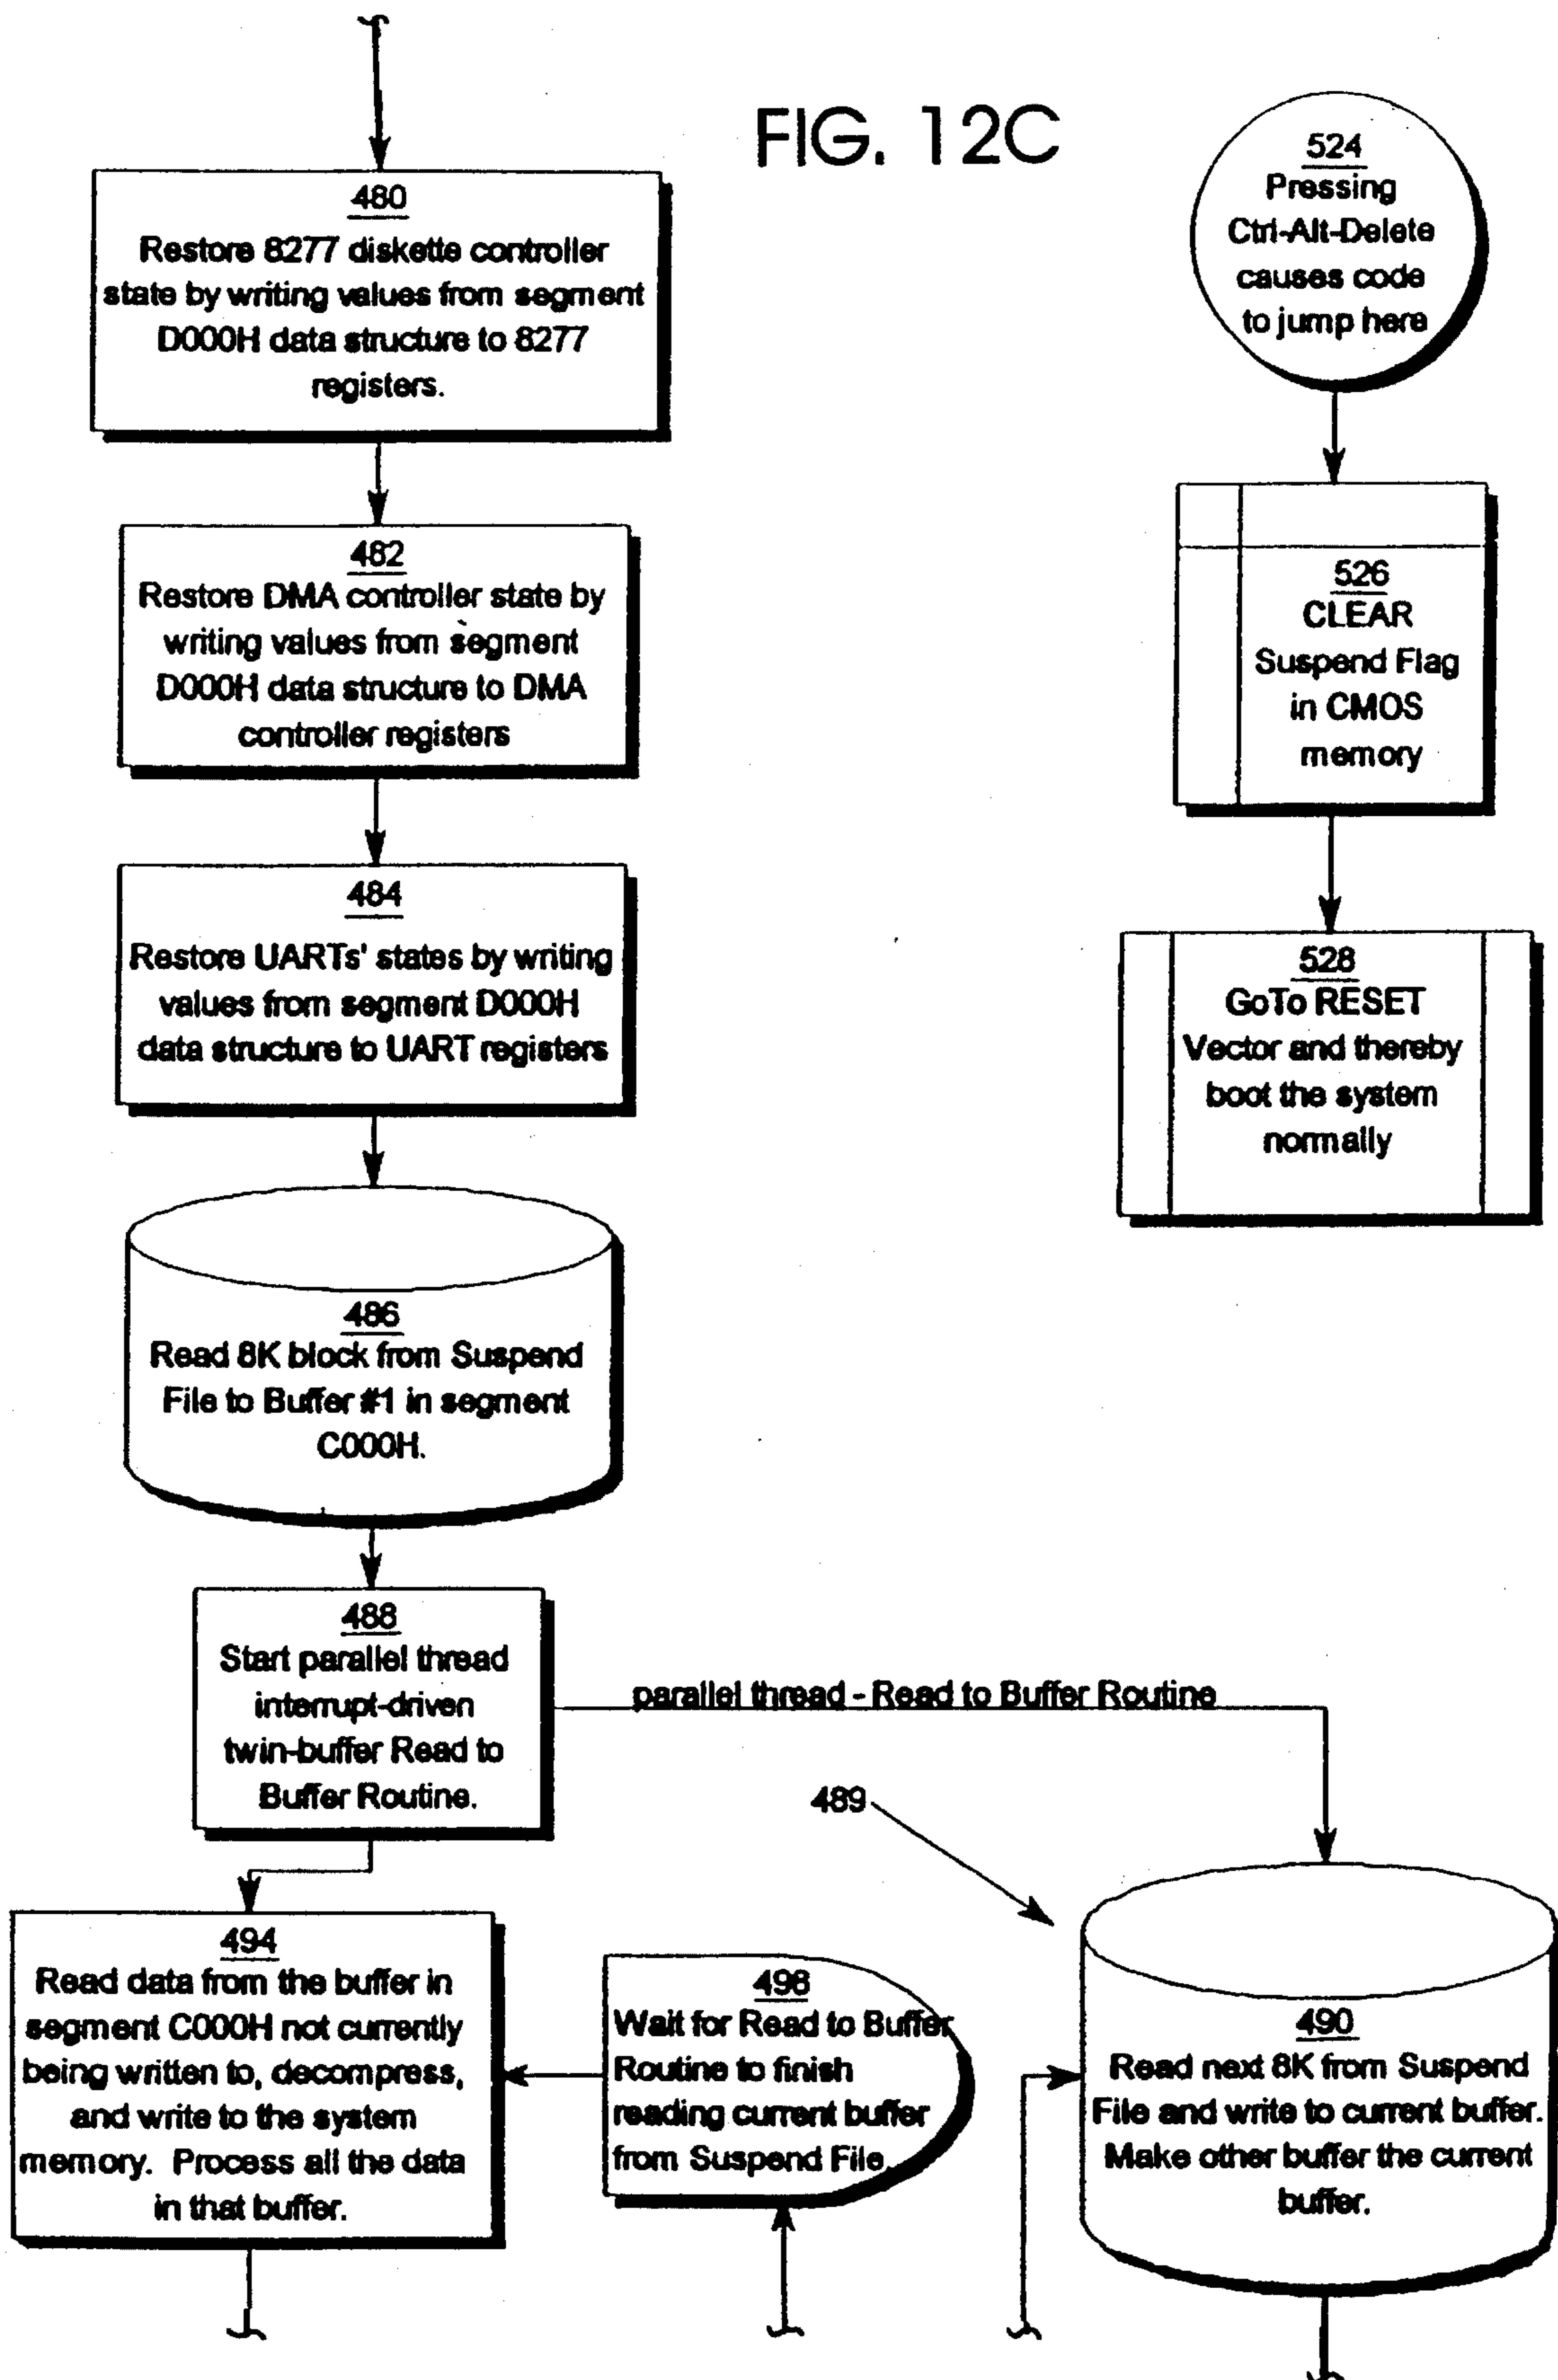 FIG. 12C
480
Restore 8277 diskette controller
state by writing values from segment
D000H data structure to 8277
registers.
482
Restore DMA controller state by
writing values from segment
D000H data structure to DMA
controller registers
484
Restore UARTs' states by writing
values from segment D000H
data structure to UART registers
486
Read 8K block from Suspend
File to Buffer #1 in segment
C000H.
488
Start parallel thread
interrupt-driven
twin-buffer Read to
Buffer Routine.
parallel thread - Read to Buffer Routine
489
494
Read data from the buffer in
segment C000H not currently
being written to, decompress,
and write to the system
memory. Process all the data
in that buffer.
498
Wait for Read to Buffer
Routine to finish
reading current buffer
from Suspend File.
490
Read next 8K from Suspend
File and write to current buffer.
Make other buffer the current
buffer.
524
Pressing
Ctrl-Alt-Delete
causes code
to jump here
526
CLEAR
Suspend Flag
in CMOS
memory
528
GoTo RESET
Vector and thereby
boot the system
normally